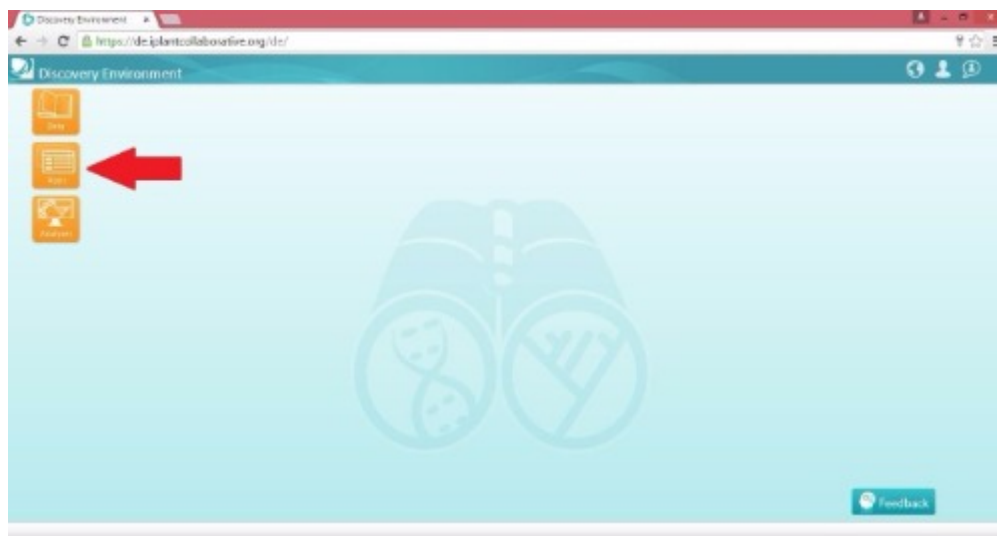 Discovery Environment
https://de.iplantcollaborative.org/de/
Discovery Environment
Data
Apps
Analyses
Feedback